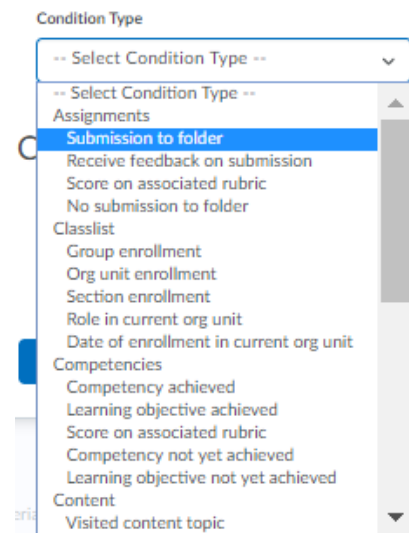 Condition Type
-- Select Condition Type --
-- Select Condition Type --
Assignments
Submission to folder
Receive feedback on submission
Score on associated rubric
No submission to folder
Classlist
Group enrollment
Org unit enrollment
Section enrollment
Role in current org unit
Date of enrollment in current org unit
Competencies
Competency achieved
Learning objective achieved
Score on associated rubric
Competency not yet achieved
Learning objective not yet achieved
Content
Visited content topic